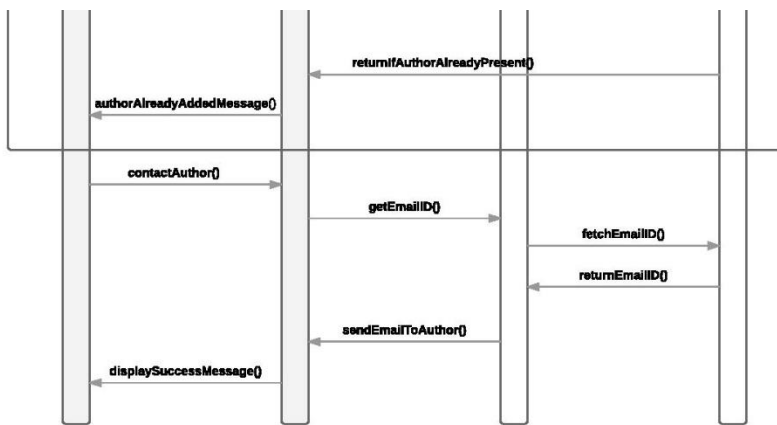 returnIfAuthorAlreadyPresent()
authorAlreadyAddedMessage()
contactAuthor()
getEmailID()
fetchEmailID()
returnEmailID()
sendEmailToAuthor()
displaySuccessMessage()